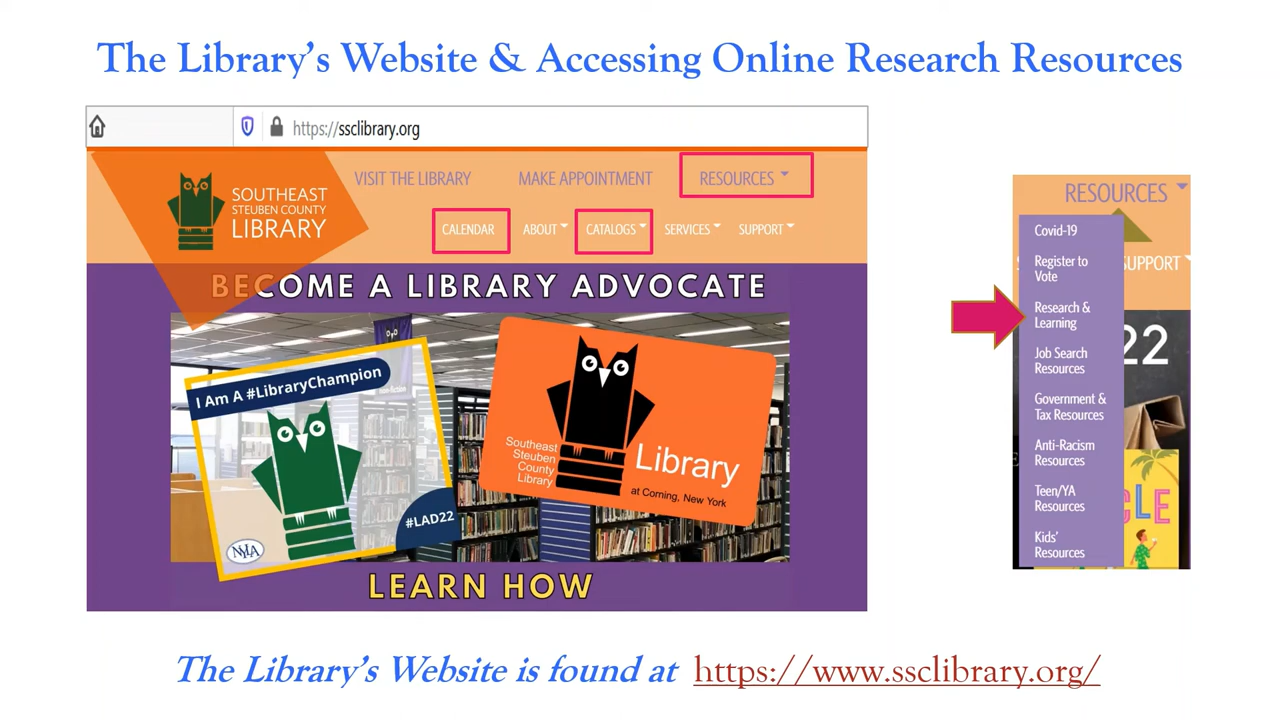 The Library's Website & Accessing Online Research Resources
https://ssclibrary.org
SOUTHEAST
STEUBEN COUNTY
LIBRARY
VISIT THE LIBRARY MAKE APPOINTMENT RESOURCES
CALENDAR ABOUT CATALOGS SERVICES SUPPORT
BECOME A LIBRARY ADVOCATE
I Am A #LibraryChampion
#LAD22
NYLA
Southeast
Steuben
County
Library
Library
at Corning, New York
LEARN HOW
RESOURCES
Covid-19
Register to
Vote
SUPPORT
Research &
Learning
22
Job Search
Resources
Government &
Tax Resources
Anti-Racism
Resources
Teen/YA
Resources
CLE
Kids'
Resources
The Library's Website is found at https://www.ssclibrary.org/